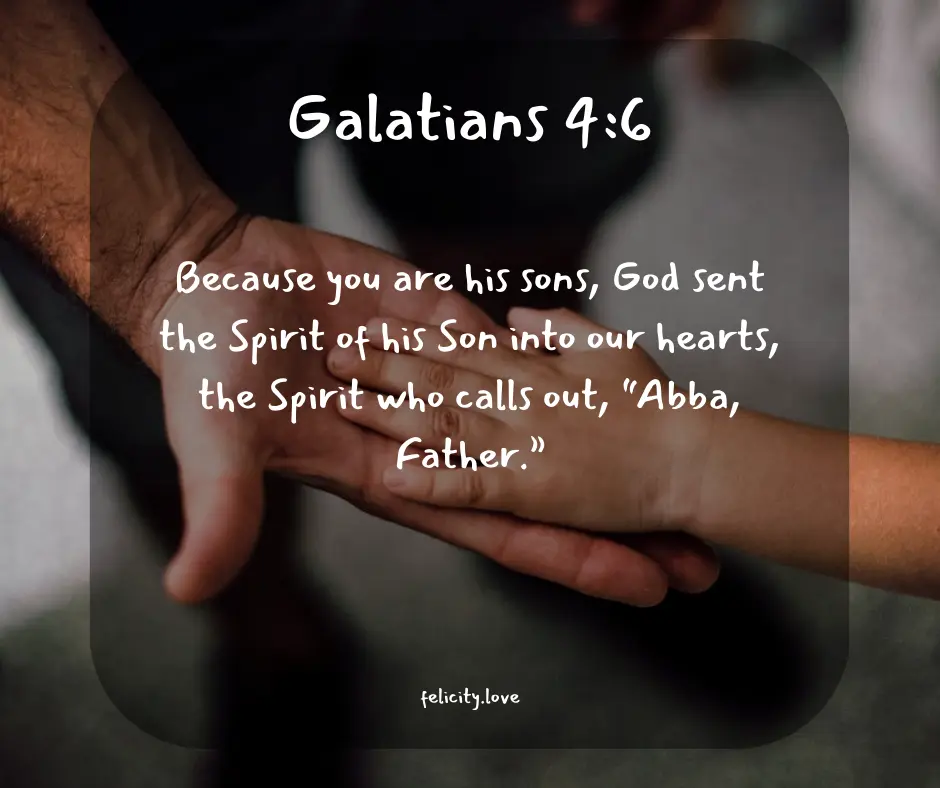 Galatians 4:6
Because you are his sons, God sent
the Spirit of his Son into our hearts,
the Spirit who calls out, “Abba,
Father.”
felicity.love